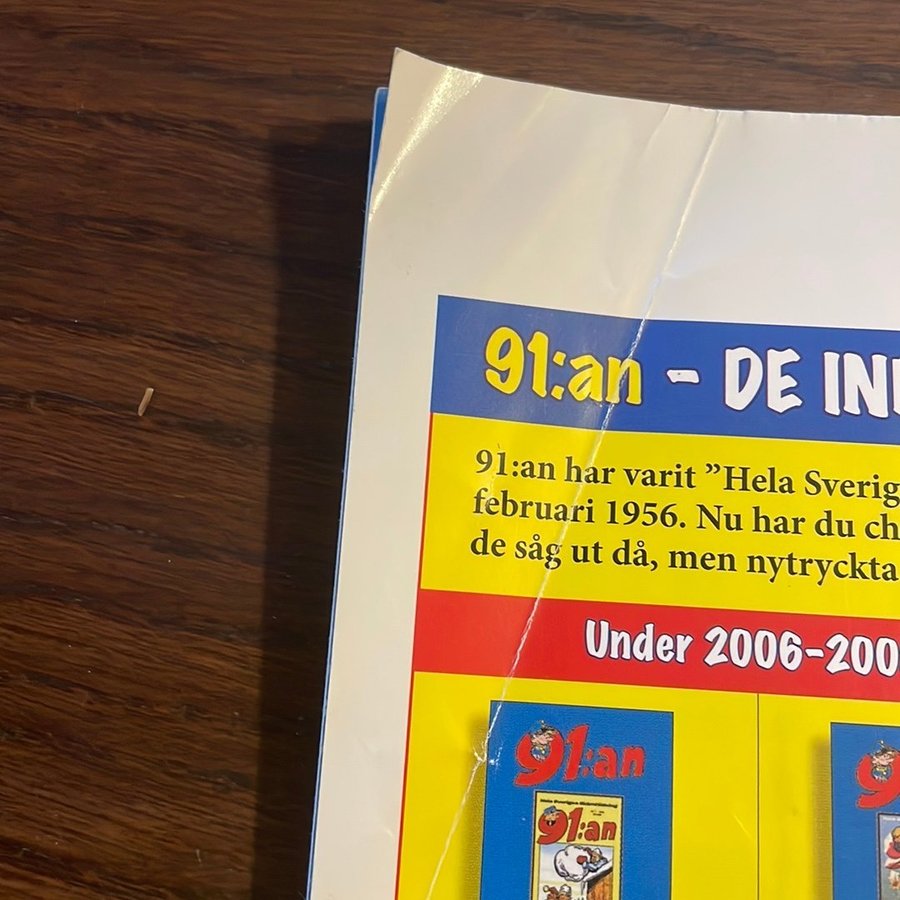 91:an - DE IN
91:an har varit ”Hela Sverig
februari 1956. Nu har du ch
de såg ut då, men nytryckta
Under 2006-200
91:an
91:an